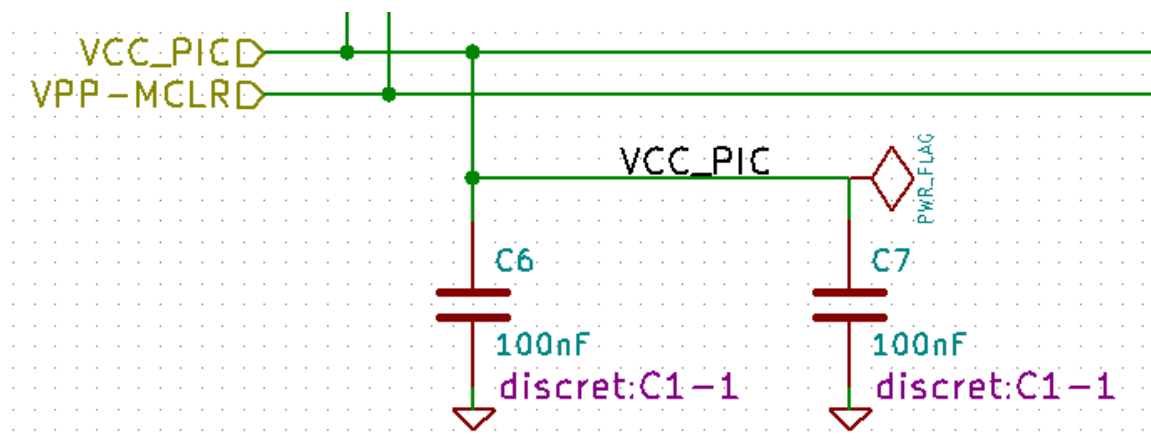 VCC_PIC
VPP-MCLR
VCC_PIC
PWR_FLAG
C6
100nF
discret:C1-1
C7
100nF
discret:C1-1